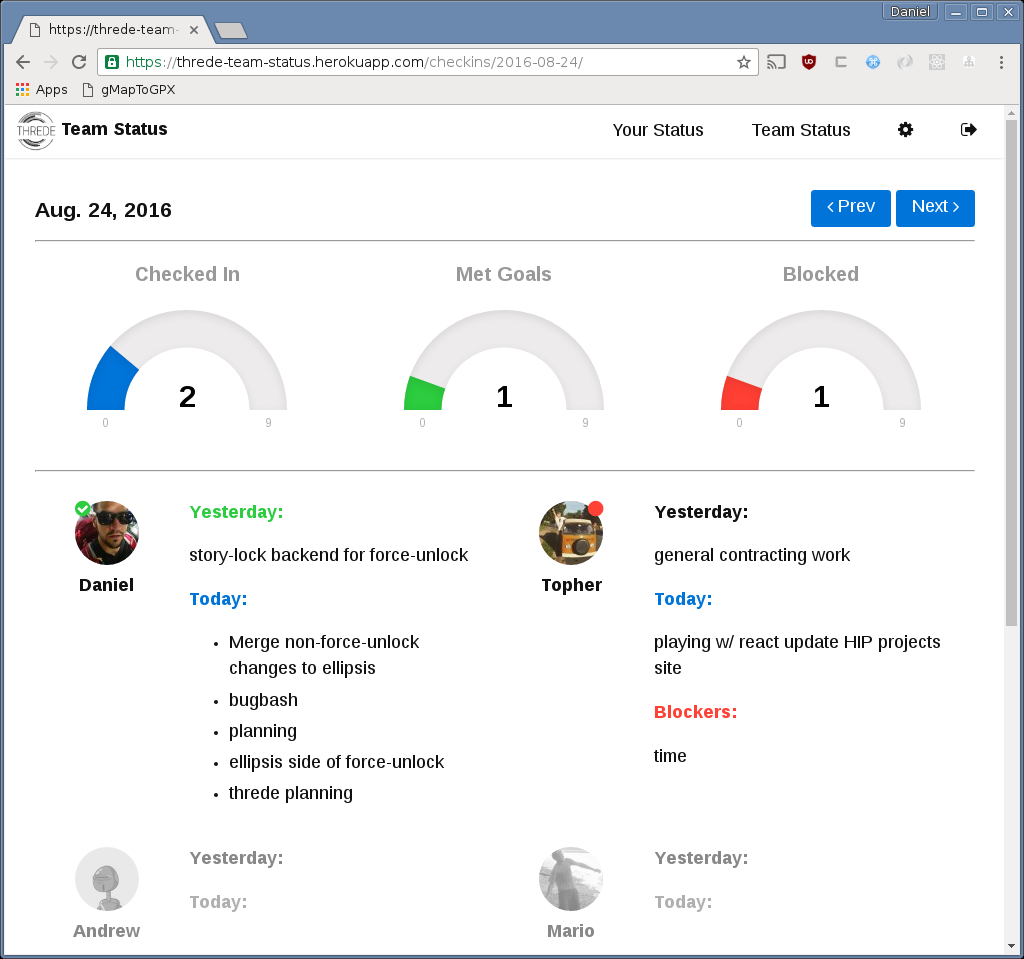 Daniel
https://threde-team-
https://threde-team-status.herokuapp.com/checkins/2016-08-24/
Apps gMapToGPX
THREDE Team Status Your Status Team Status
Aug. 24, 2016 ‹ Prev Next ›
Checked In Met Goals Blocked
2 1 1
0 9 0 9 0 9
Yesterday:
story-lock backend for force-unlock
Today:
• Merge non-force-unlock
changes to ellipsis
• bugbash
• planning
• ellipsis side of force-unlock
• threde planning
Daniel
Yesterday:
general contracting work
Today:
playing w/ react update HIP projects
site
Blockers:
time
Topher
Yesterday:
Today:
Andrew
Yesterday:
Today:
Mario